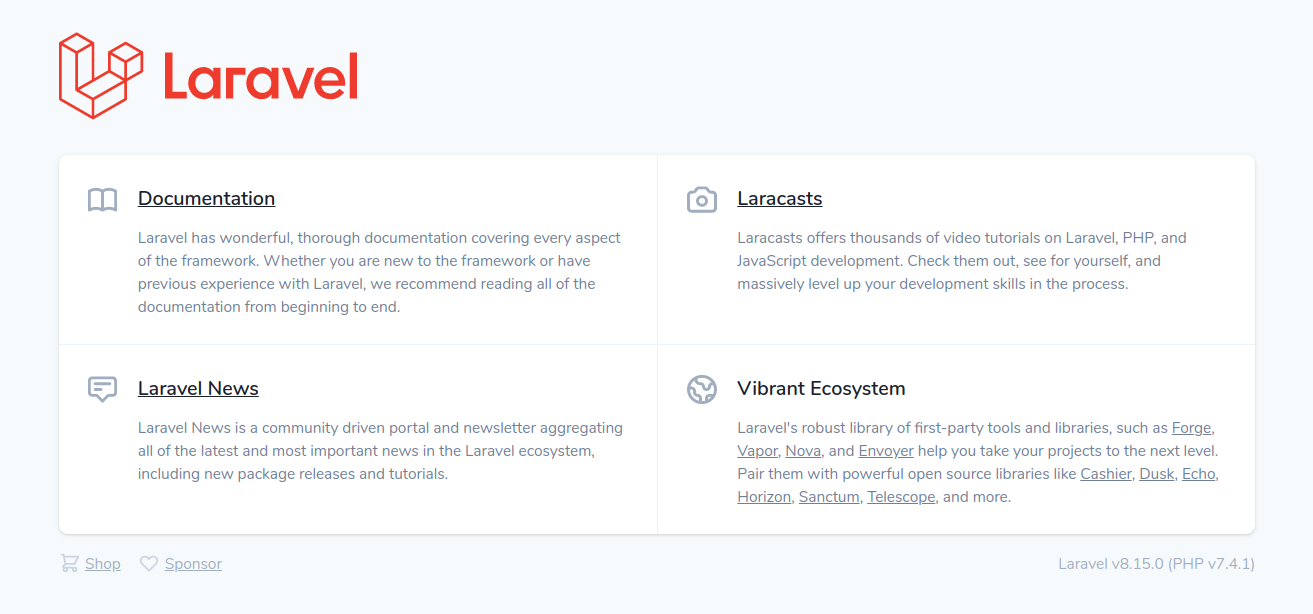 Laravel
Documentation
Laravel has wonderful, thorough documentation covering every aspect
of the framework. Whether you are new to the framework or have
previous experience with Laravel, we recommend reading all of the
documentation from beginning to end.
Laracasts
Laracasts offers thousands of video tutorials on Laravel, PHP, and
JavaScript development. Check them out, see for yourself, and
massively level up your development skills in the process.
Laravel News
Laravel News is a community driven portal and newsletter aggregating
all of the latest and most important news in the Laravel ecosystem,
including new package releases and tutorials.
Vibrant Ecosystem
Laravel's robust library of first-party tools and libraries, such as Forge,
Vapor, Nova, and Envoyer help you take your projects to the next level.
Pair them with powerful open source libraries like Cashier, Dusk, Echo,
Horizon, Sanctum, Telescope, and more.
Shop
Sponsor
Laravel v8.15.0 (PHP v7.4.1)